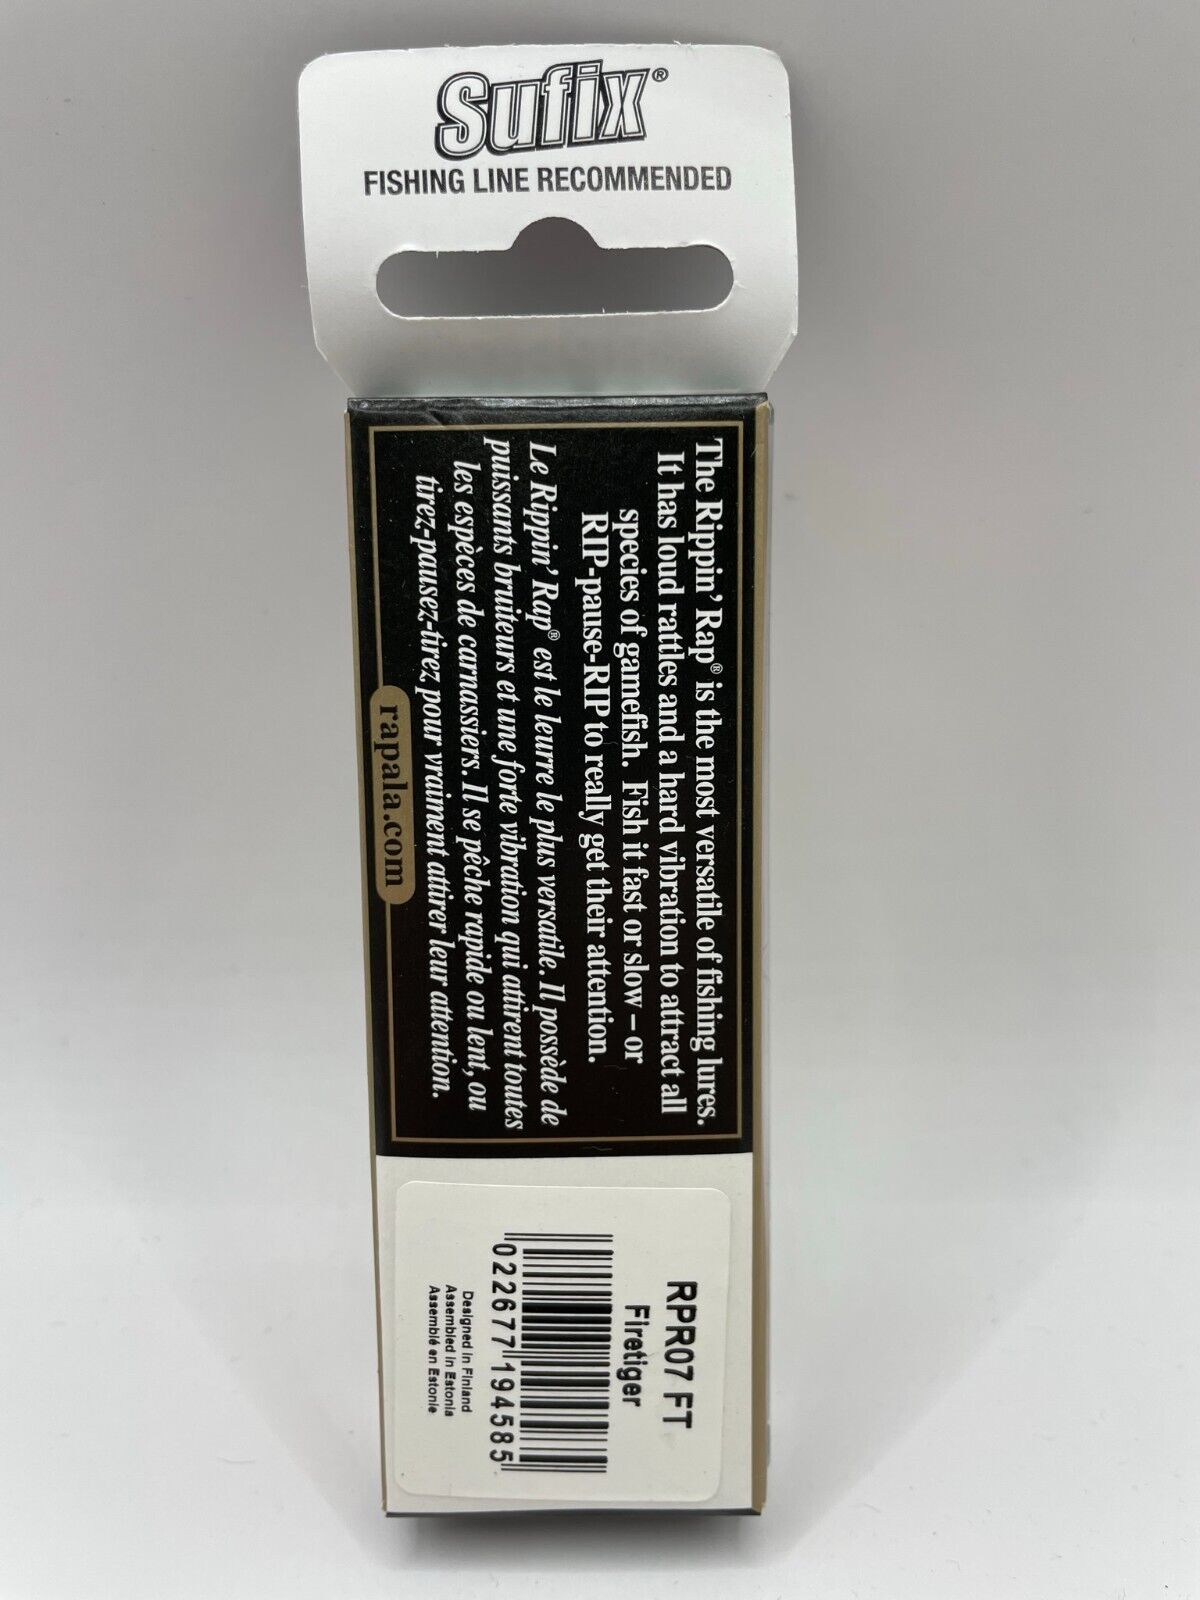 Sufix®
FISHING LINE RECOMMENDED
The Rippin' Rap® is the most versatile of fishing lures.
It has loud rattles and a hard vibration to attract all
species of gamefish. Fish it fast or slow – or
RIP-pause-RIP to really get their attention.
Le Rippin' Rap® est le leurre le plus versatile. Il possède de
puissants bruiteurs et une forte vibration qui attirent toutes
les espèces de carnassiers. Il se pêche rapide ou lent, ou
tirez-pausez-tirez pour vraiment attirer leur attention.
rapala.com
RPR07 FT
Firetiger
022677194585
Designed in Finland
Assembled in Estonia
Assemblé en Estonie